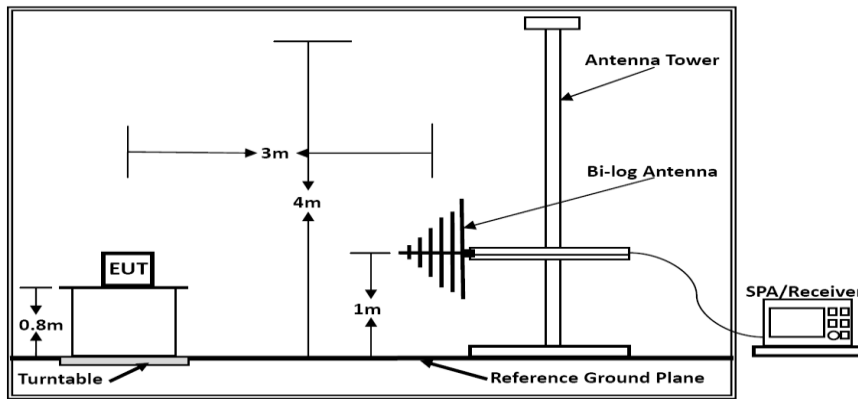 Antenna Tower
3m
Bi-log Antenna
4m
EUT
SPA/Receiver
0.8m
1m
Turntable
Reference Ground Plane